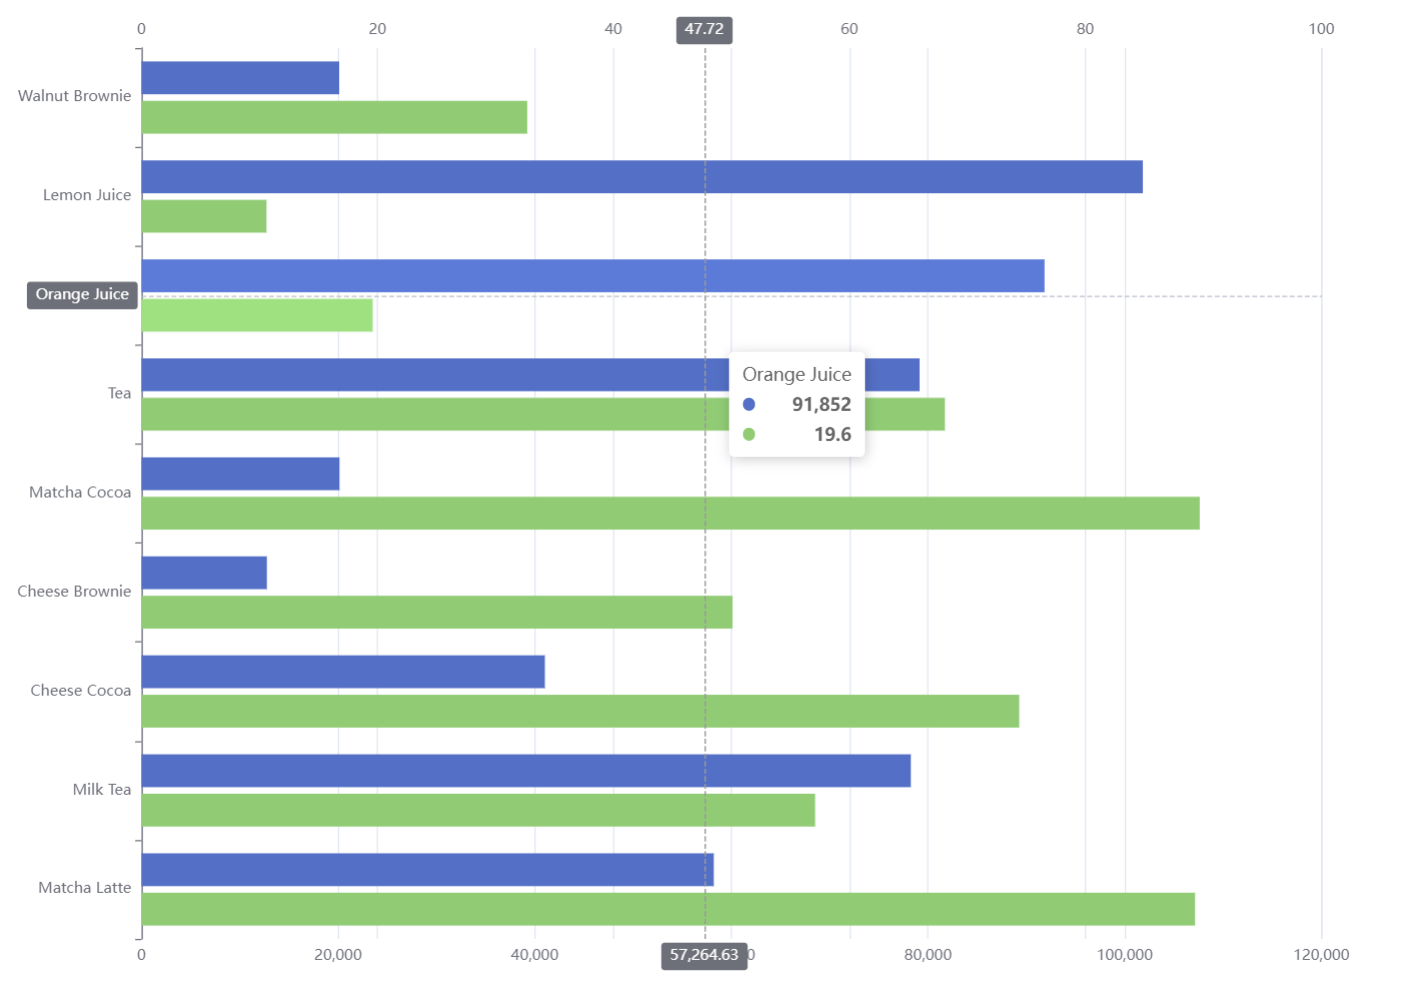 0 20 40 47.72 60 80 100
Walnut Brownie
Lemon Juice
Orange Juice
Orange Juice
91,852
19.6
Tea
Matcha Cocoa
Cheese Brownie
Cheese Cocoa
Milk Tea
Matcha Latte
0 20,000 40,000 57,264.63 0 80,000 100,000 120,000